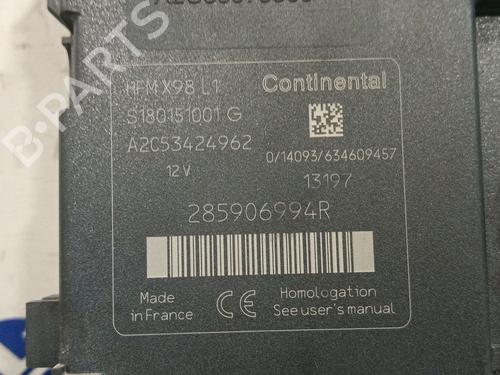 HFM X98 L1
Continental
S180151001 G
A2C53424962
12V
0/14093/634609457
13197
285906994R
Made
in France
CE
Homologation
See user's manual
B-PARTS